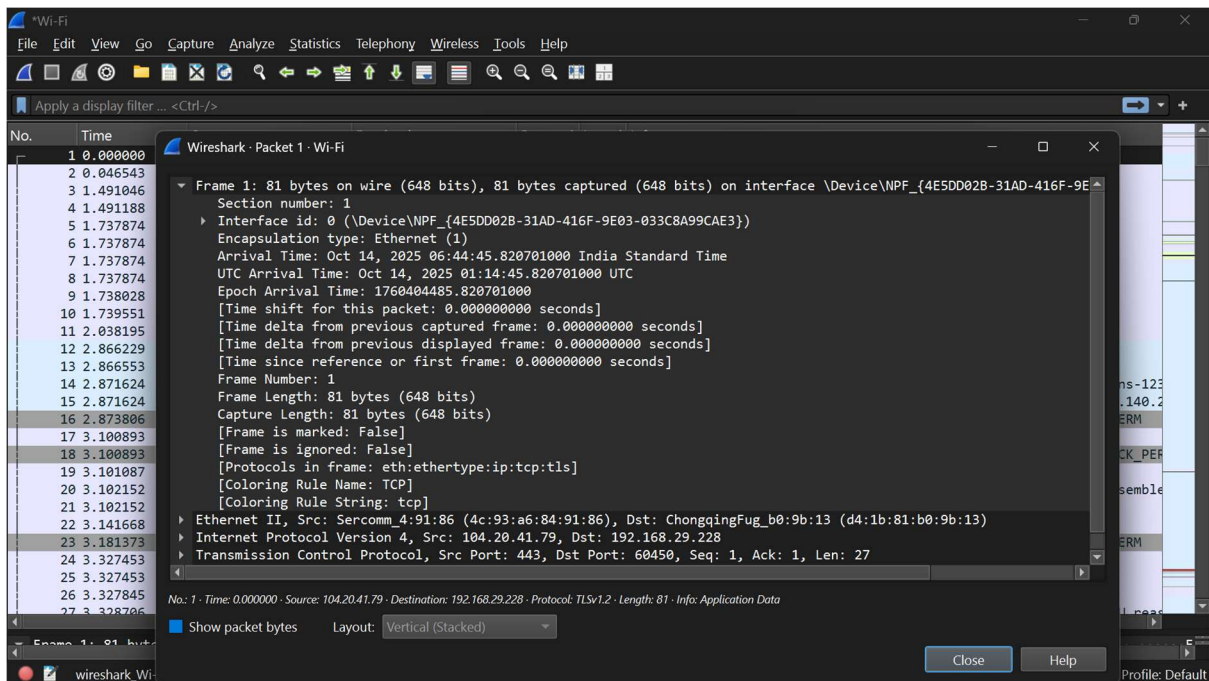 *Wi-Fi
File Edit View Go Capture Analyze Statistics Telephony Wireless Tools Help
Apply a display filter ... <Ctrl-/>
No. Time
1 0.000000
2 0.046543
3 1.491046
4 1.491188
5 1.737874
6 1.737874
7 1.737874
8 1.737874
9 1.738028
10 1.739551
11 2.038195
12 2.866229
13 2.866553
14 2.871624
15 2.871624
16 2.873806
17 3.100893
18 3.100893
19 3.101087
20 3.102152
21 3.102152
22 3.141668
23 3.181373
24 3.327453
25 3.327453
26 3.327845
27 3.328706
ns-123
.140.2
ERM
CK_PER
semble
ERM
Wireshark · Packet 1 · Wi-Fi
Frame 1: 81 bytes on wire (648 bits), 81 bytes captured (648 bits) on interface \Device\NPF_{4E5DD02B-31AD-416F-9E
Section number: 1
Interface id: 0 (\Device\NPF_{4E5DD02B-31AD-416F-9E03-033C8A99CAE3})
Encapsulation type: Ethernet (1)
Arrival Time: Oct 14, 2025 06:44:45.820701000 India Standard Time
UTC Arrival Time: Oct 14, 2025 01:14:45.820701000 UTC
Epoch Arrival Time: 1760404485.820701000
[Time shift for this packet: 0.000000000 seconds]
[Time delta from previous captured frame: 0.000000000 seconds]
[Time delta from previous displayed frame: 0.000000000 seconds]
[Time since reference or first frame: 0.000000000 seconds]
Frame Number: 1
Frame Length: 81 bytes (648 bits)
Capture Length: 81 bytes (648 bits)
[Frame is marked: False]
[Frame is ignored: False]
[Protocols in frame: eth:ethertype:ip:tcp:tls]
[Coloring Rule Name: TCP]
[Coloring Rule String: tcp]
Ethernet II, Src: Sercomm_4:91:86 (4c:93:a6:84:91:86), Dst: ChongqingFug_b0:9b:13 (d4:1b:81:b0:9b:13)
Internet Protocol Version 4, Src: 104.20.41.79, Dst: 192.168.29.228
Transmission Control Protocol, Src Port: 443, Dst Port: 60450, Seq: 1, Ack: 1, Len: 27
No.: 1 · Time: 0.000000 · Source: 104.20.41.79 · Destination: 192.168.29.228 · Protocol: TLSv1.2 · Length: 81 · Info: Application Data
Show packet bytes Layout: Vertical (Stacked)
Close Help
wireshark_Wi-
Profile: Default